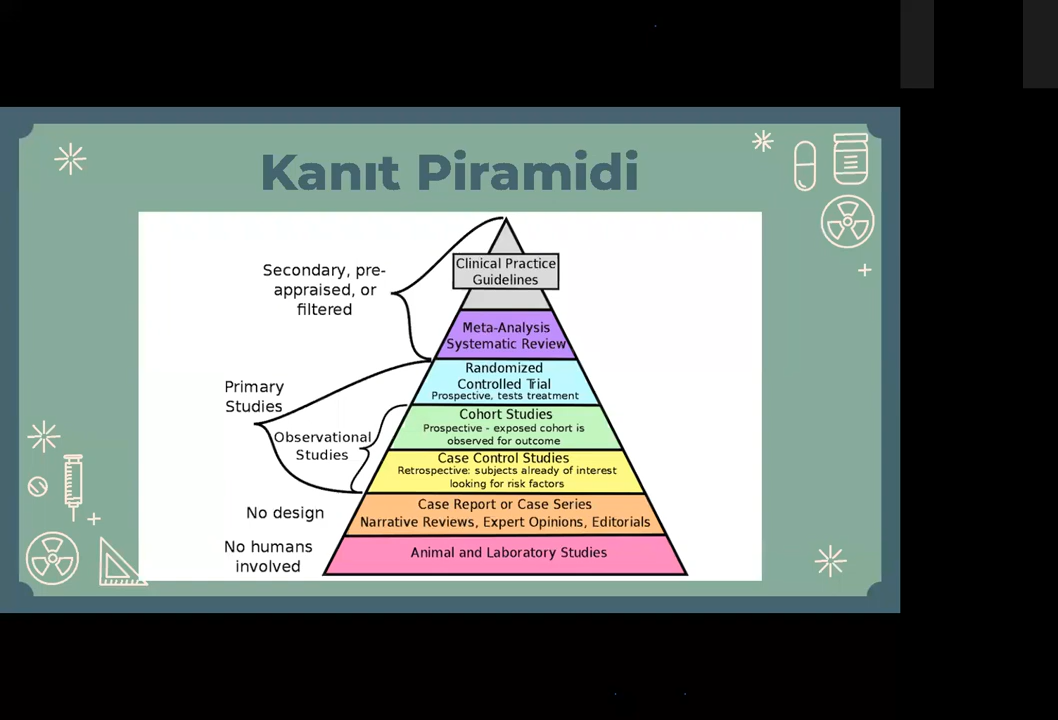 Kanıt Piramidi
Clinical Practice
Guidelines
Secondary, pre-
appraised, or
filtered
Meta-Analysis
Systematic Review
Randomized
Controlled Trial
Prospective, tests treatment
Primary
Studies
Cohort Studies
Prospective - exposed cohort is
observed for outcome
Observational
Studies
Case Control Studies
Retrospective: subjects already of interest
looking for risk factors
No design
Case Report or Case Series
Narrative Reviews, Expert Opinions, Editorials
No humans
involved
Animal and Laboratory Studies